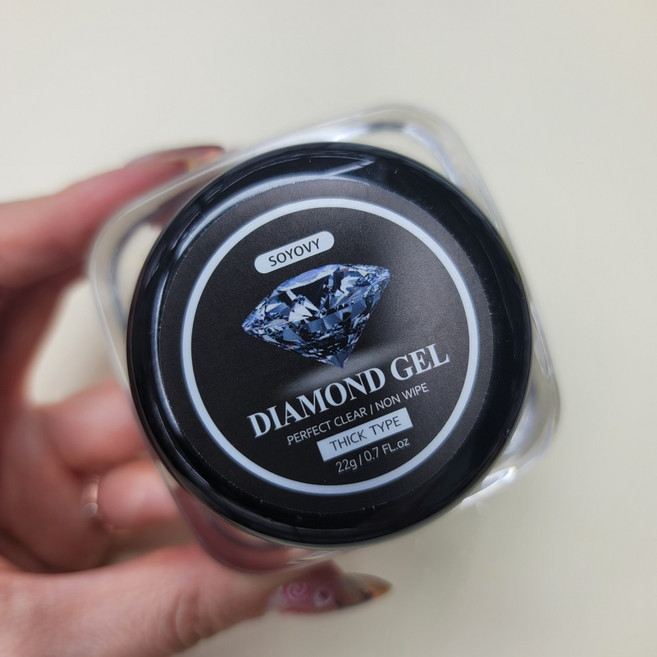 SOYOVY
DIAMOND GEL
PERFECT CLEAR / NON WIPE
THICK TYPE
22g / 0.7 FL.oz